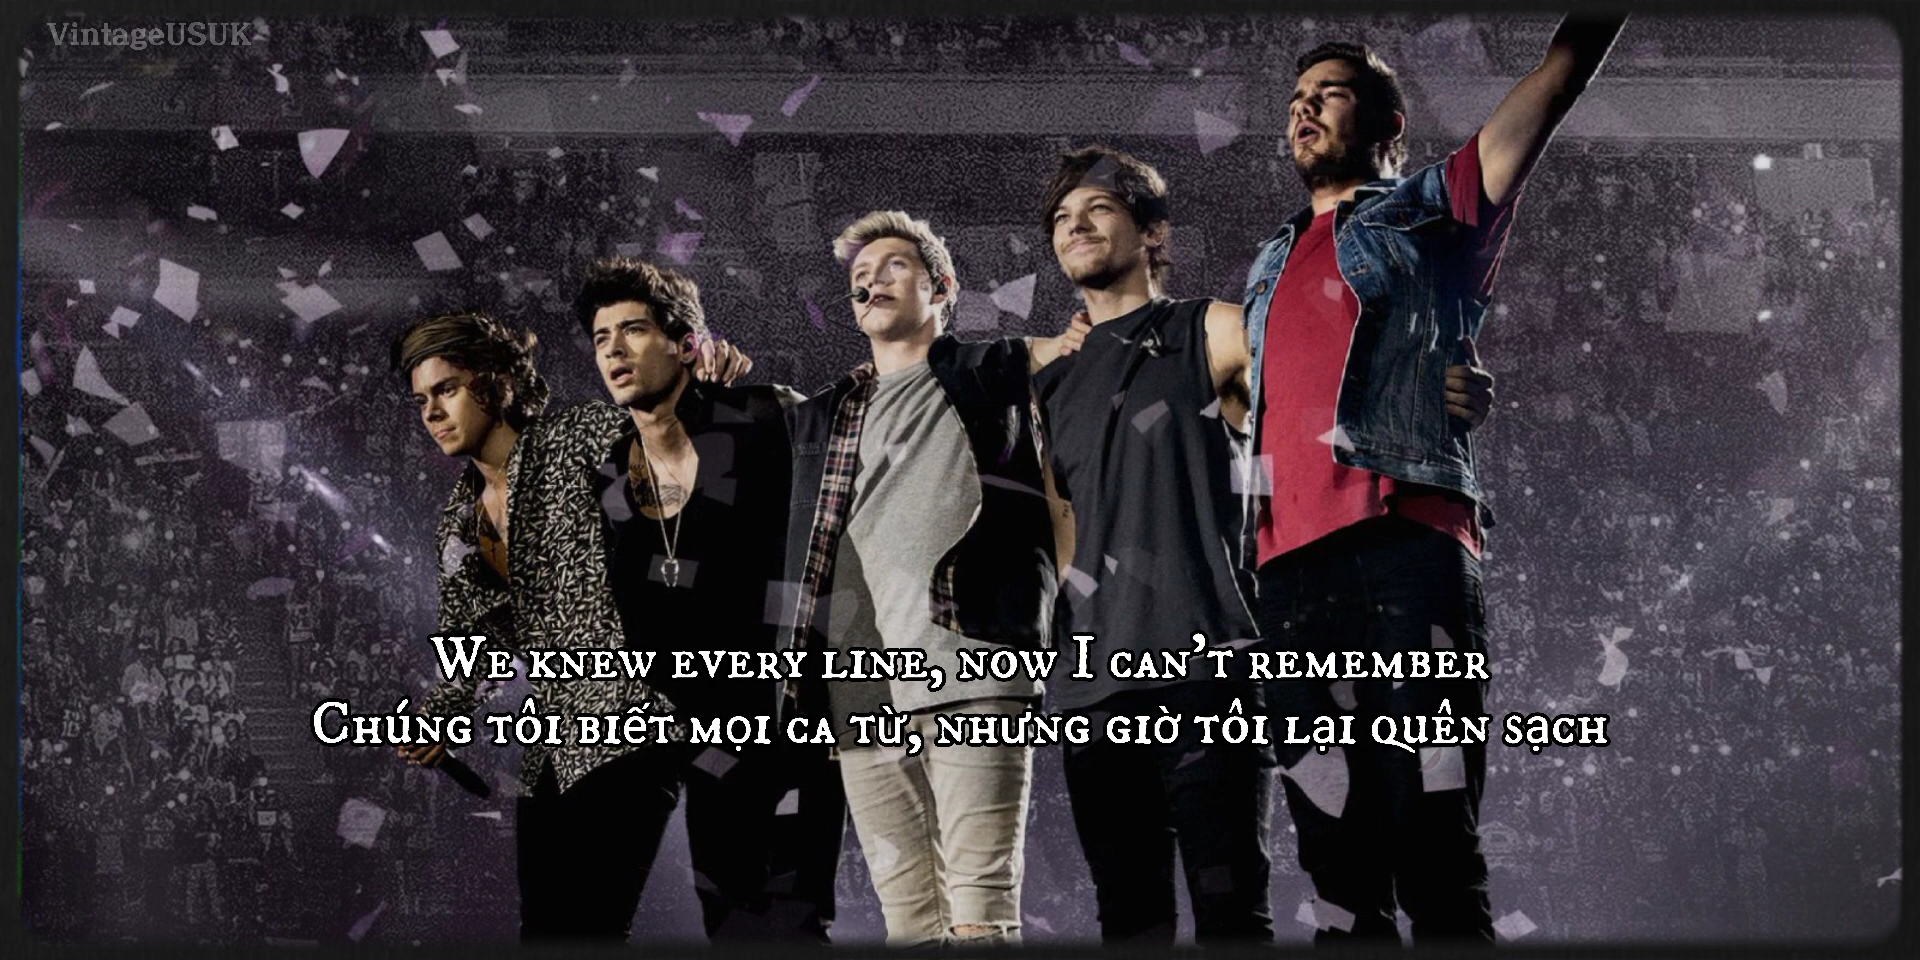 VintageUSUK
We knew every line, now I can't remember
Chúng tôi biết mọi ca từ, nhưng giờ tôi lại quên sạch